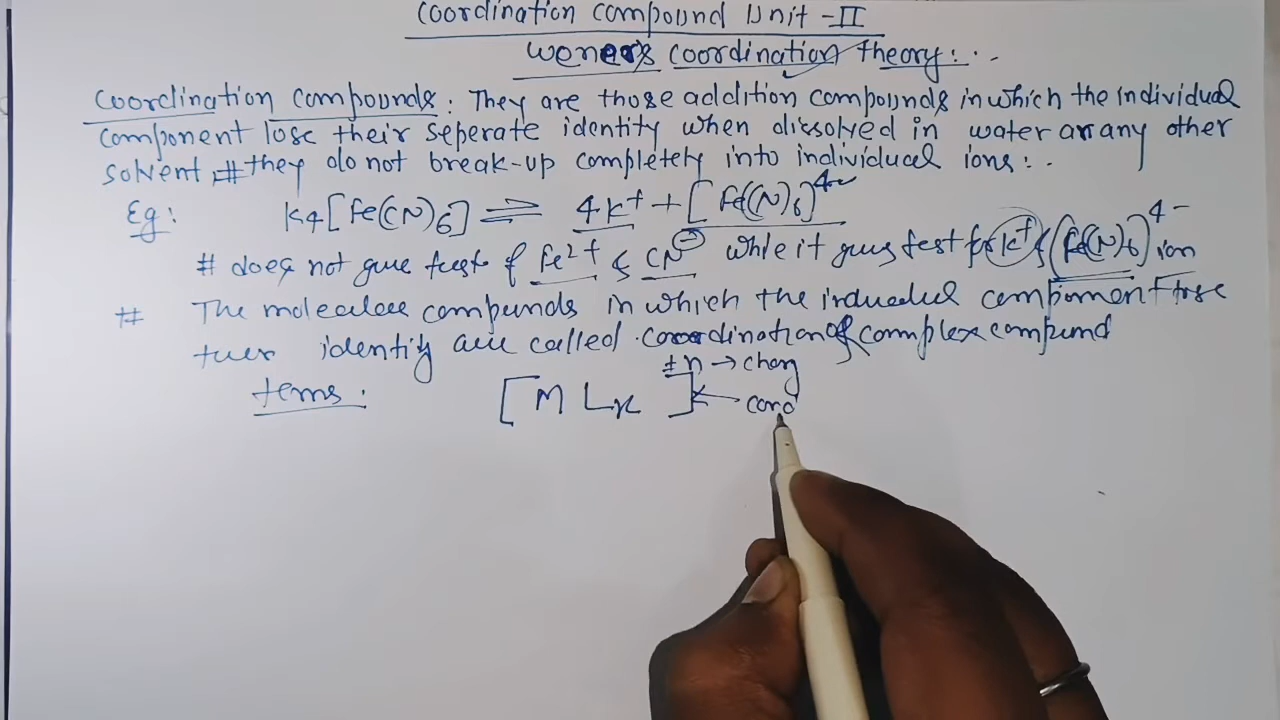 Coordination Compound Unit-II
Werner's coordination theory:..
Coordination compounds: They are those addition compounds in which the individual
component lose their seperate identity when dissolved in water or any other
solvent, # they do not break-up completely into individual ions:.
Eg: K4[Fe(CN)6] ⇌ 4K+ + [Fe(CN)6]4-
# does not give test of Fe2+ & CN- while it gives test for K+ & [Fe(CN)6]4- ion
# The molecular compounds in which the individual component lose
their identity are called coordination or complex compound
±n → charg
tems: [M Lx] ← coro